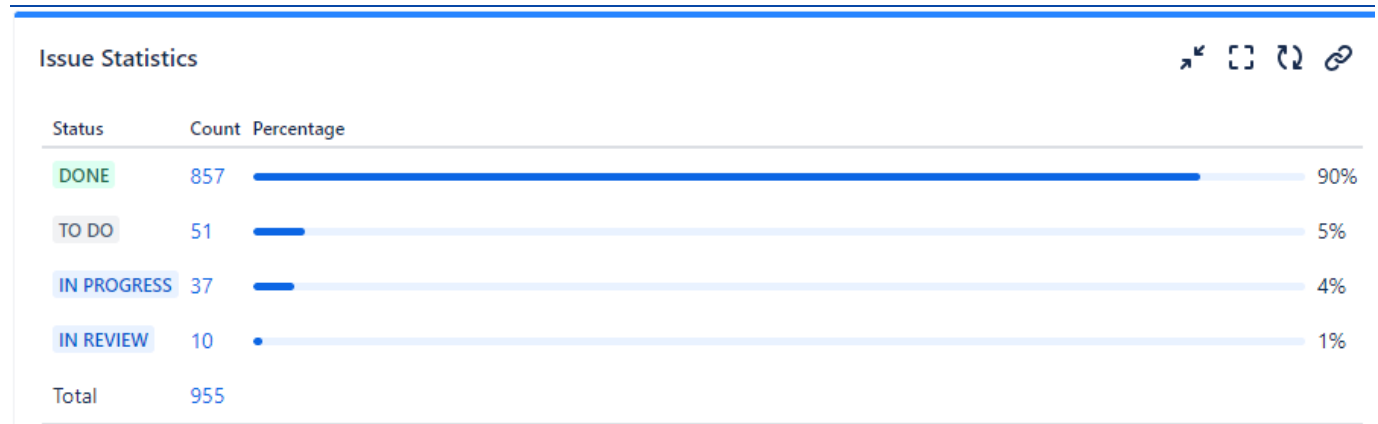 Issue Statistics
Status Count Percentage
DONE 857 90%
TO DO 51 5%
IN PROGRESS 37 4%
IN REVIEW 10 1%
Total 955